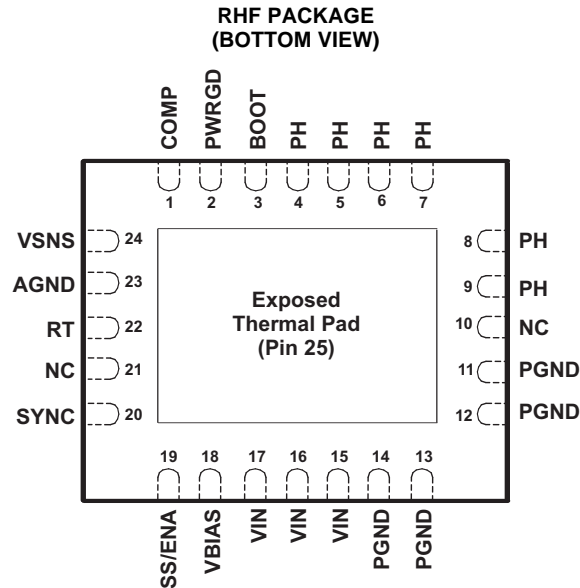 RHF PACKAGE
(BOTTOM VIEW)
COMP
PWRGD
BOOT
PH
PH
PH
PH
1
2
3
4
5
6
7
VSNS 24
AGND 23
RT 22
NC 21
SYNC 20
Exposed
Thermal Pad
(Pin 25)
8 PH
9 PH
10 NC
11 PGND
12 PGND
19
18
17
16
15
14
13
SS/ENA
VBIAS
VIN
VIN
VIN
PGND
PGND